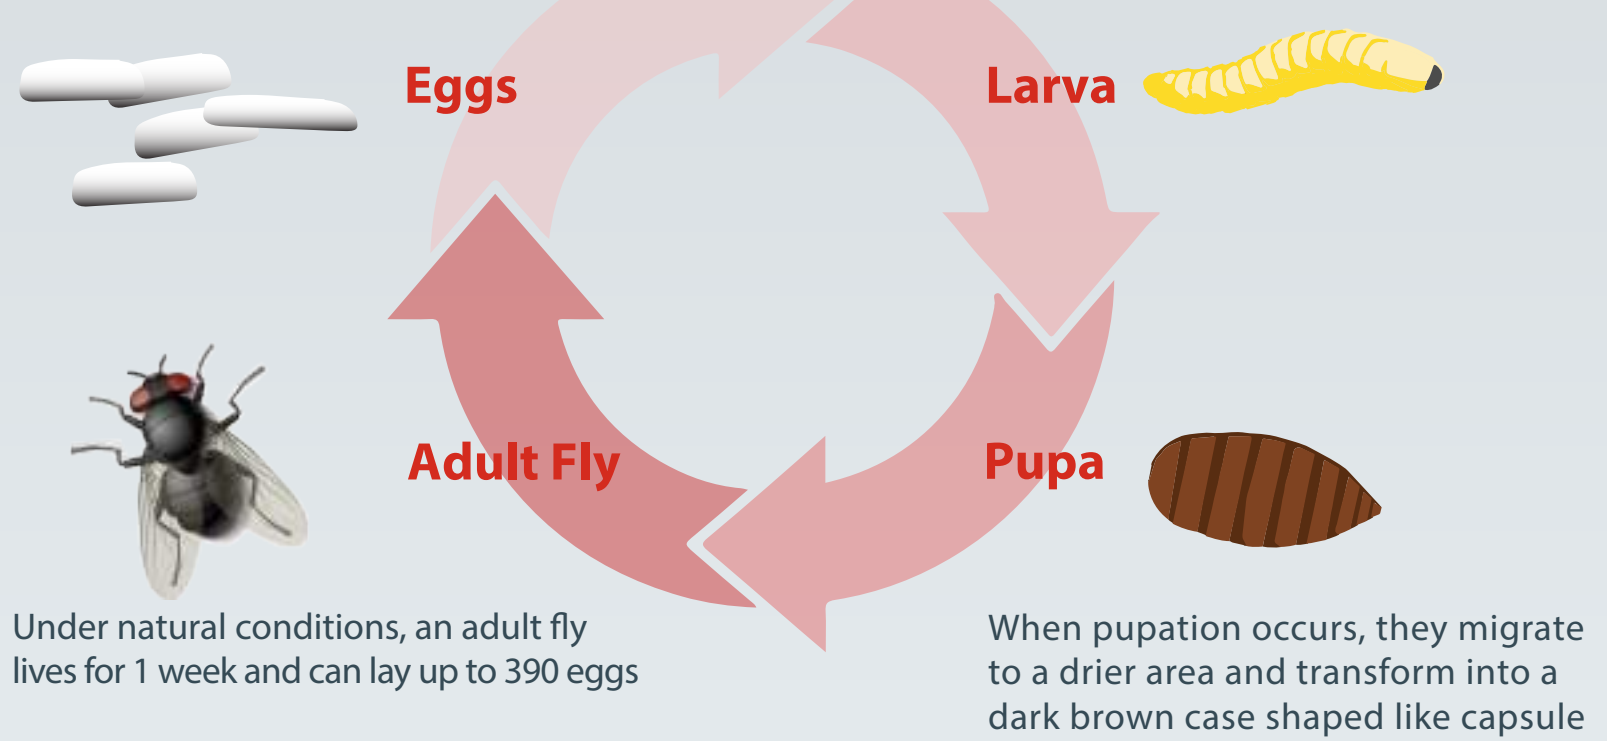 Eggs
Larva
Adult Fly
Pupa
Under natural conditions, an adult fly
lives for 1 week and can lay up to 390 eggs
When pupation occurs, they migrate
to a drier area and transform into a
dark brown case shaped like capsule